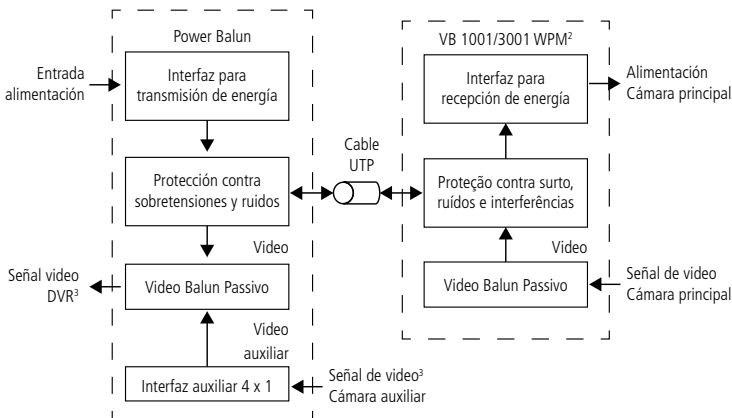 Power Balun
VB 1001/3001 WPM²
Entrada
alimentación
Interfaz para
transmisión de energía
Interfaz para
recepción de energía
Alimentación
Cámara principal
Cable
UTP
Protección contra
sobretensiones y ruidos
Proteção contra surto,
ruídos e interferências
Video
Video
Señal video
DVR³
Video Balun Passivo
Video Balun Passivo
Señal de video
Cámara principal
Video
auxiliar
Interfaz auxiliar 4 x 1
Señal de video³
Cámara auxiliar